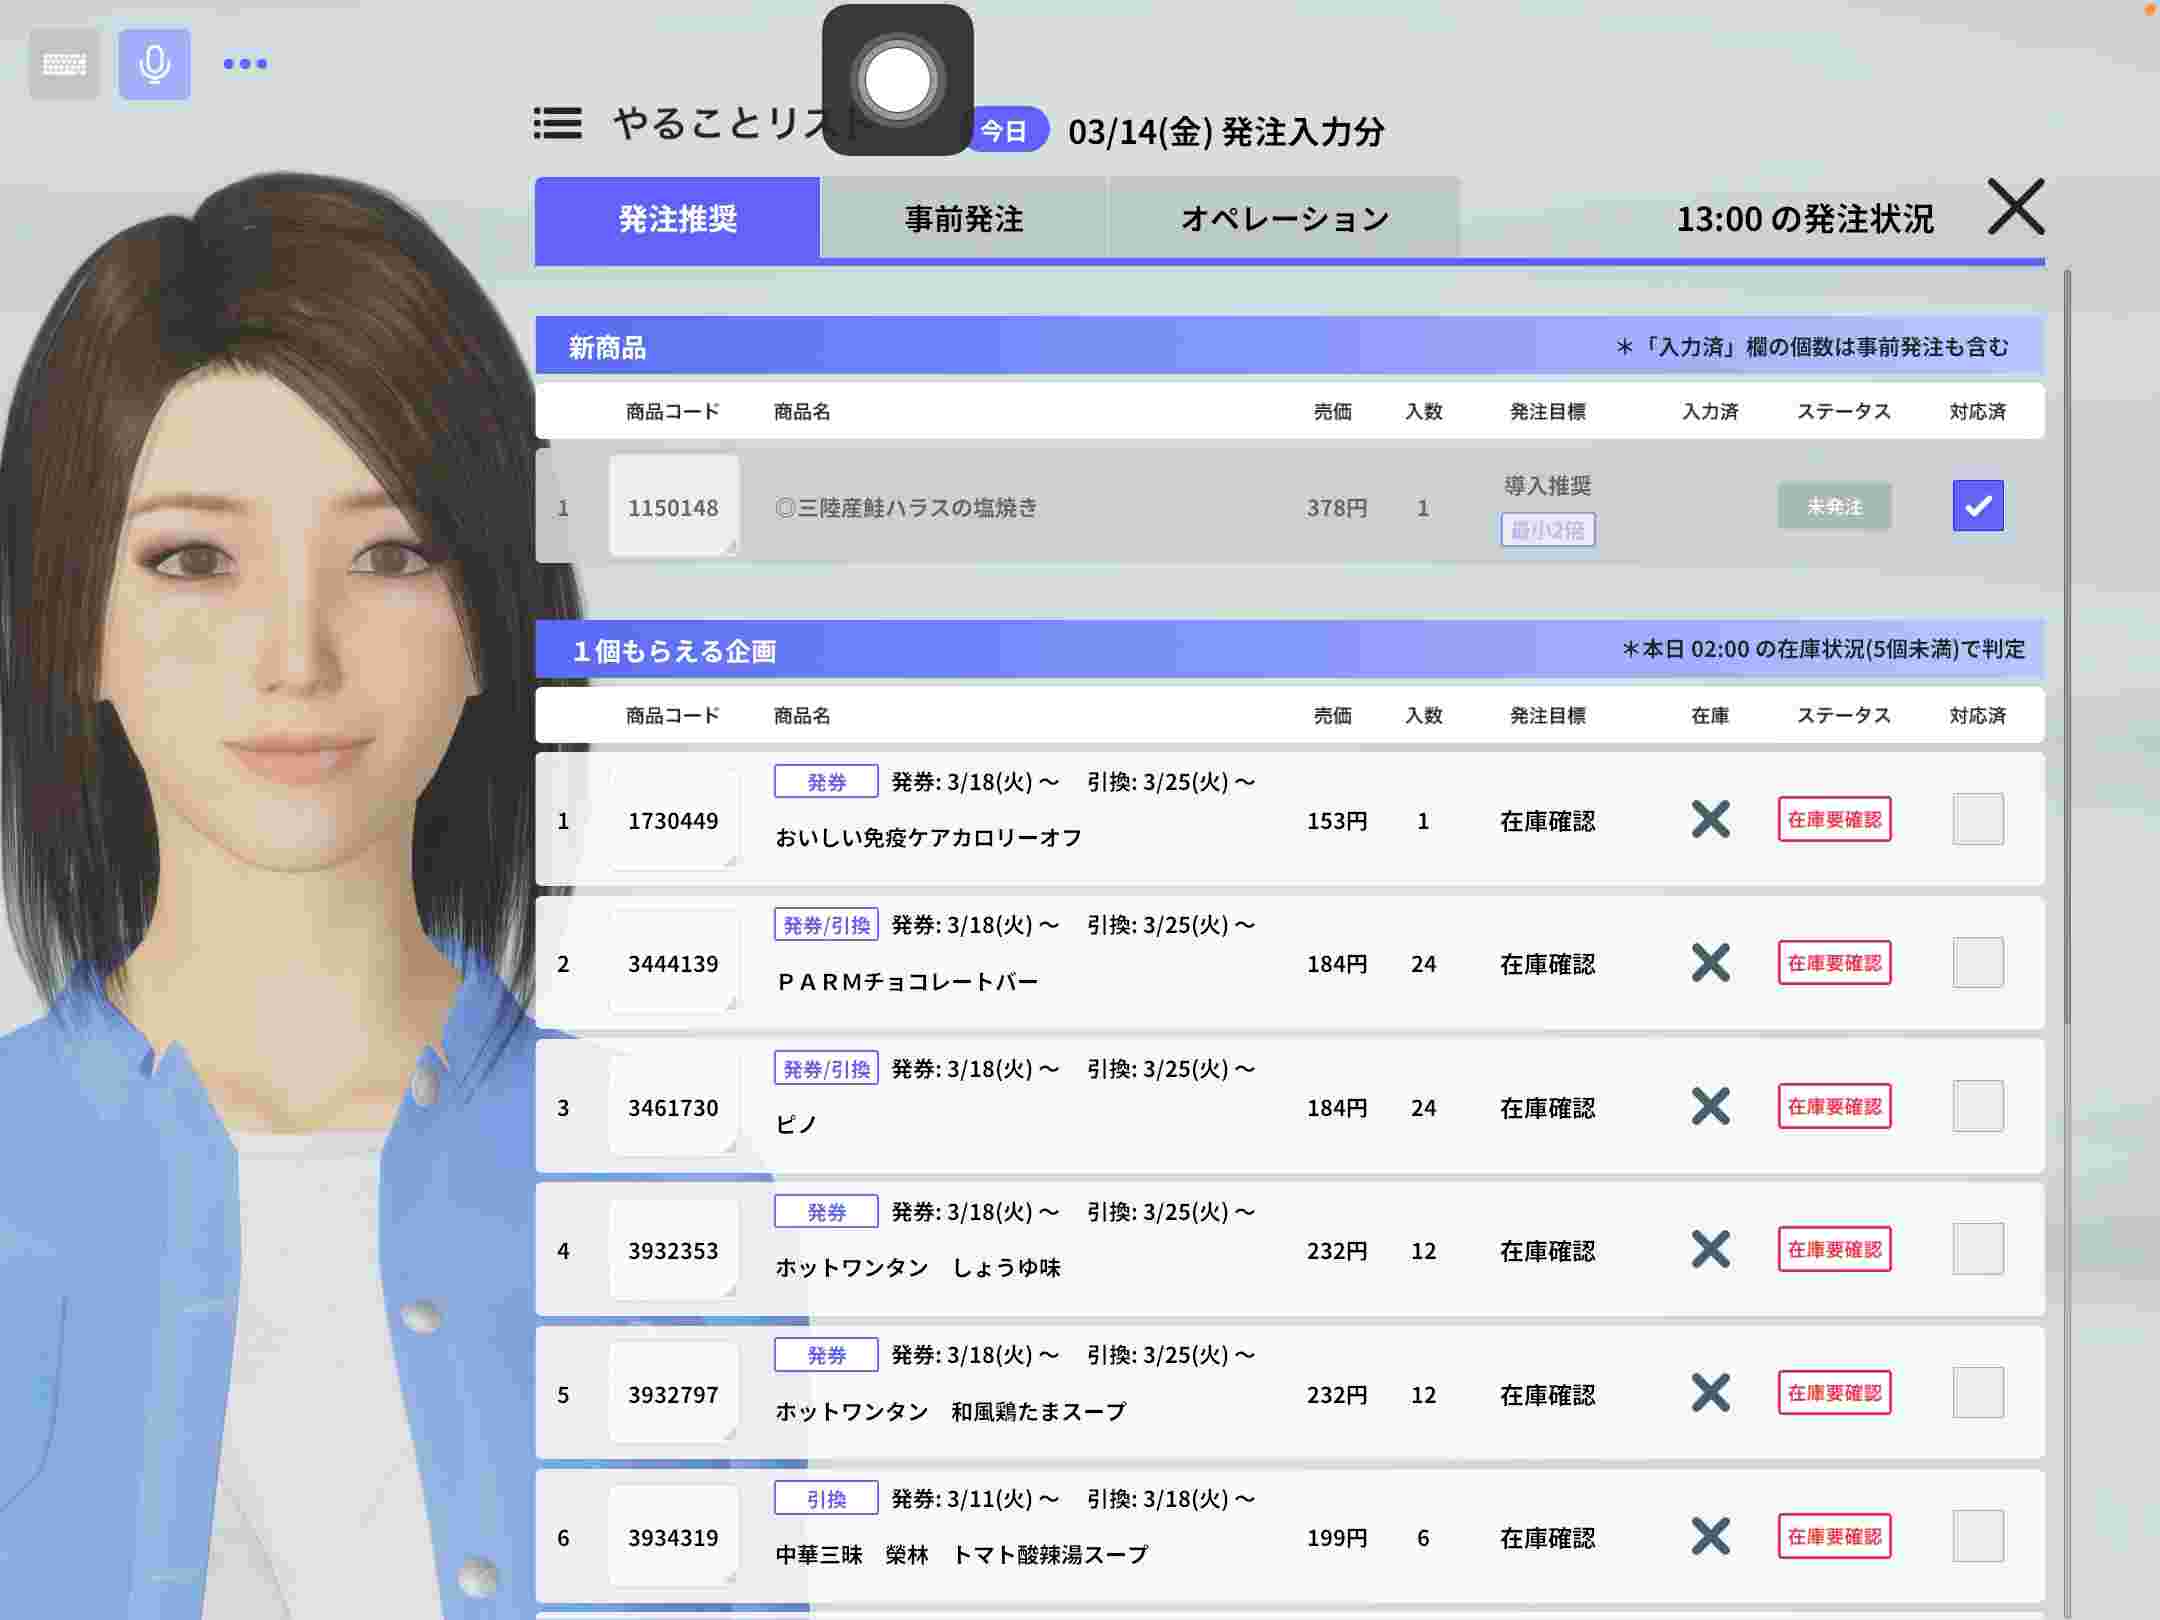 やることリスト
今日 03/14(金) 発注入力分
発注推奨 事前発注 オペレーション 13:00 の発注状況
新商品 ＊「入力済」欄の個数は事前発注も含む
商品コード 商品名 売価 入数 発注目標 入力済 ステータス 対応済
1 1150148 ◎三陸産鮭ハラスの塩焼き 378円 1 導入推奨 最小2倍 未発注
１個もらえる企画 ＊本日 02:00 の在庫状況(5個未満)で判定
商品コード 商品名 売価 入数 発注目標 在庫 ステータス 対応済
発券 発券: 3/18(火) ～ 引換: 3/25(火) ～
1 1730449 おいしい免疫ケアカロリーオフ 153円 1 在庫確認 在庫要確認
発券/引換 発券: 3/18(火) ～ 引換: 3/25(火) ～
2 3444139 ＰＡＲＭチョコレートバー 184円 24 在庫確認 在庫要確認
発券/引換 発券: 3/18(火) ～ 引換: 3/25(火) ～
3 3461730 ピノ 184円 24 在庫確認 在庫要確認
発券 発券: 3/18(火) ～ 引換: 3/25(火) ～
4 3932353 ホットワンタン　しょうゆ味 232円 12 在庫確認 在庫要確認
発券 発券: 3/18(火) ～ 引換: 3/25(火) ～
5 3932797 ホットワンタン　和風鶏たまスープ 232円 12 在庫確認 在庫要確認
引換 発券: 3/11(火) ～ 引換: 3/18(火) ～
6 3934319 中華三昧　榮林　トマト酸辣湯スープ 199円 6 在庫確認 在庫要確認